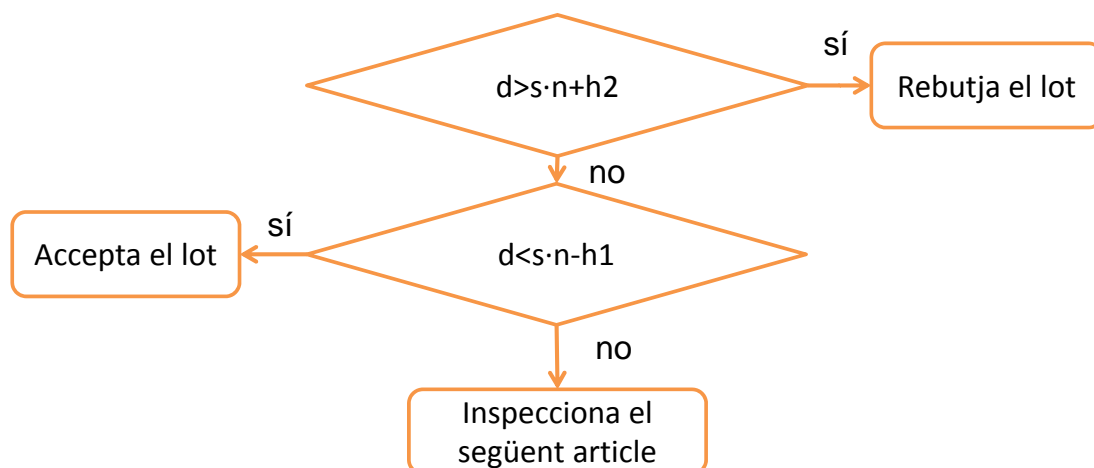 d>s·n+h2
sí
Rebutja el lot
no
d<s·n-h1
sí
Accepta el lot
no
Inspecciona el
següent article